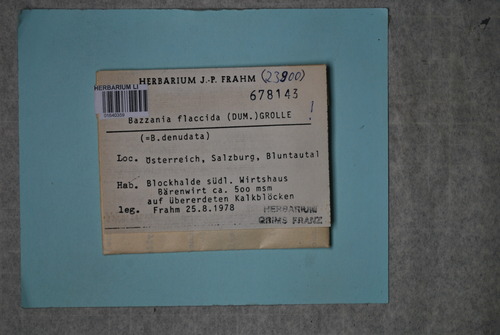 HERBARIUM J.-P. FRAHM (23900)
HERBARIUM LI
678143
Bazzania flaccida (DUM.)GROLLE !
(=B.denudata)
Loc. Österreich, Salzburg, Bluntautal
Hab. Blockhalde südl. Wirtshaus
Bärenwirt ca. 500 msm
auf übererdeten Kalkblöcken
leg. Frahm 25.8.1978
HERBARIUM
GRIMS FRANZ